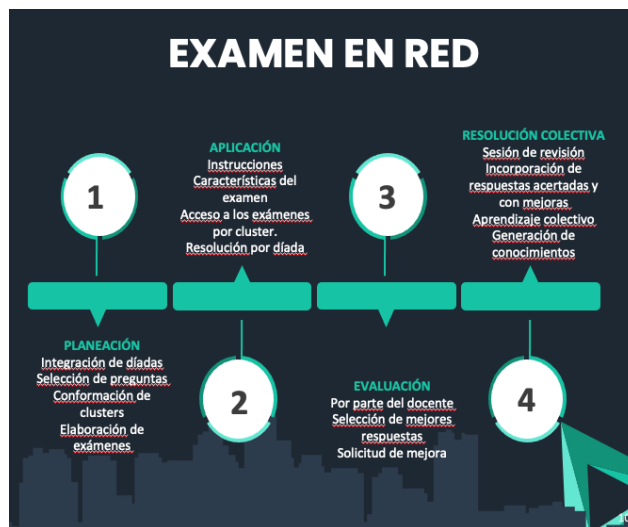 EXAMEN EN RED
1
PLANEACIÓN
Integración de díadas
Selección de preguntas
Conformación de
clusters
Elaboración de
exámenes
APLICACIÓN
Instrucciones
Características del
examen
Acceso a los exámenes
por cluster.
Resolución por díada
2
3
EVALUACIÓN
Por parte del docente
Selección de mejores
respuestas
Solicitud de mejora
RESOLUCIÓN COLECTIVA
Sesión de revisión
Incorporación de
respuestas acertadas y
con mejoras
Aprendizaje colectivo
Generación de
conocimientos
4